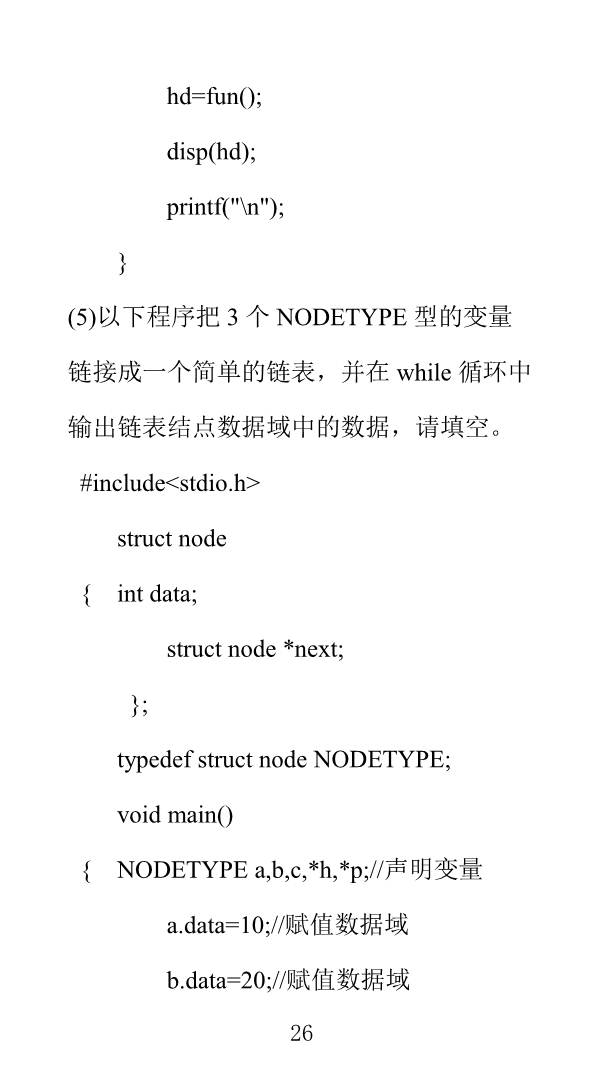 hd=fun();
disp(hd);
printf("\n");
}
(5)以下程序把 3 个 NODETYPE 型的变量
链接成一个简单的链表，并在 while 循环中
输出链表结点数据域中的数据，请填空。
#include<stdio.h>
struct node
{ int data;
struct node *next;
};
typedef struct node NODETYPE;
void main()
{ NODETYPE a,b,c,*h,*p;//声明变量
a.data=10;//赋值数据域
b.data=20;//赋值数据域
26